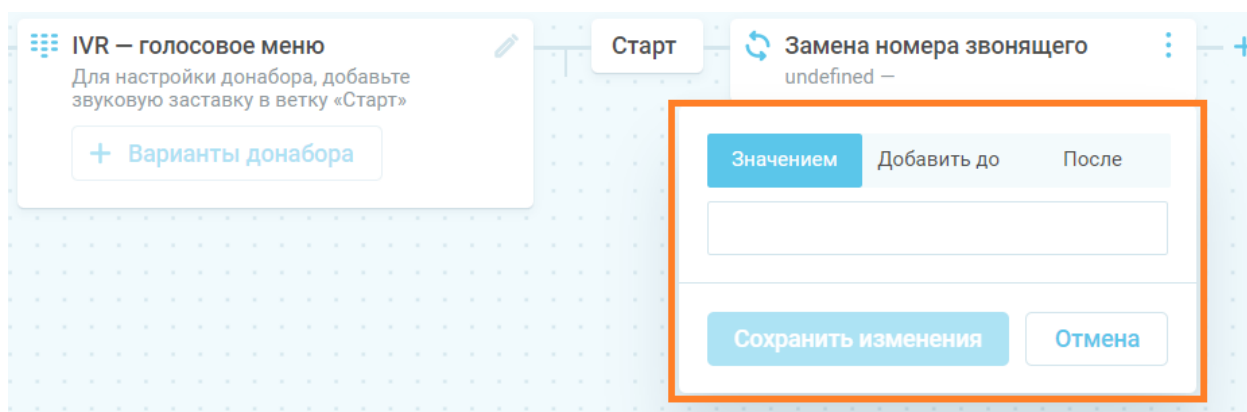 IVR – голосовое меню
Для настройки донабора, добавьте
звуковую заставку в ветку «Старт»
+ Варианты донабора
Старт
Замена номера звонящего
undefined –
Значением Добавить до После
Сохранить изменения Отмена